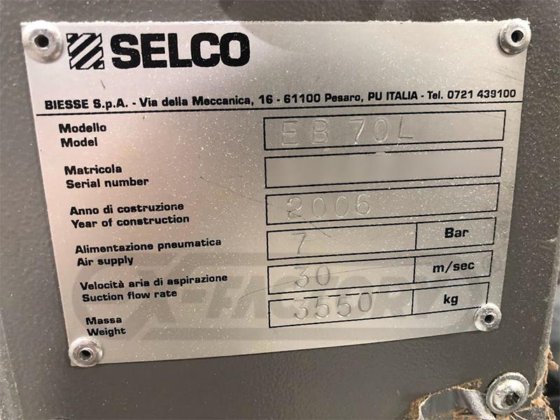 SELCO
BIESSE S.p.A. - Via della Meccanica, 16 - 61100 Pesaro, PU ITALIA - Tel. 0721 439100
Modello EB 70L
Model
Matricola
Serial number
Anno di costruzione 2006
Year of construction
Alimentazione pneumatica 7 Bar
Air supply
Velocità aria di aspirazione 30 m/sec
Suction flow rate
Massa 3550 kg
Weight